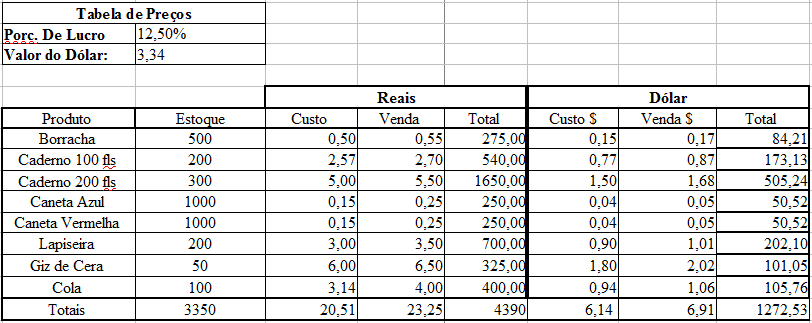 Tabela de Preços
Porç. De Lucro 12,50%
Valor do Dólar: 3,34
Reais Dólar
Produto Estoque Custo Venda Total Custo $ Venda $ Total
Borracha 500 0,50 0,55 275,00 0,15 0,17 84,21
Caderno 100 fls 200 2,57 2,70 540,00 0,77 0,87 173,13
Caderno 200 fls 300 5,00 5,50 1650,00 1,50 1,68 505,24
Caneta Azul 1000 0,15 0,25 250,00 0,04 0,05 50,52
Caneta Vermelha 1000 0,15 0,25 250,00 0,04 0,05 50,52
Lapiseira 200 3,00 3,50 700,00 0,90 1,01 202,10
Giz de Cera 50 6,00 6,50 325,00 1,80 2,02 101,05
Cola 100 3,14 4,00 400,00 0,94 1,06 105,76
Totais 3350 20,51 23,25 4390 6,14 6,91 1272,53